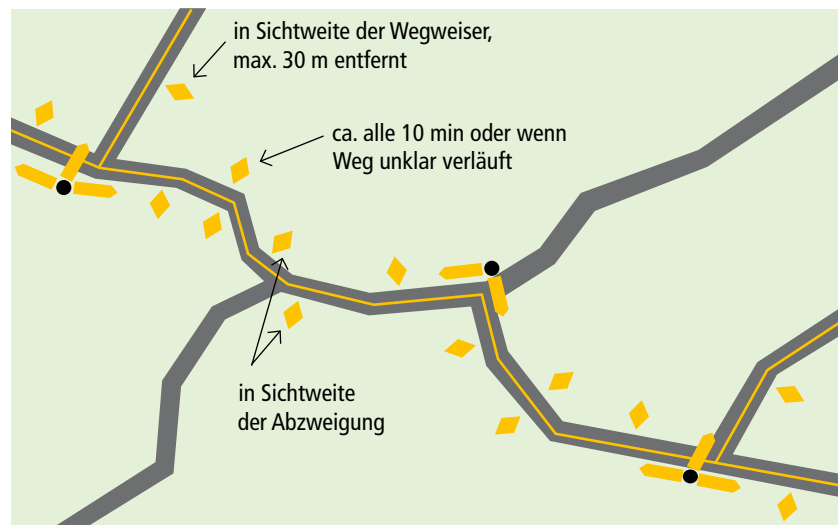 in Sichtweite der Wegweiser,
max. 30 m entfernt
ca. alle 10 min oder wenn
Weg unklar verläuft
in Sichtweite
der Abzweigung